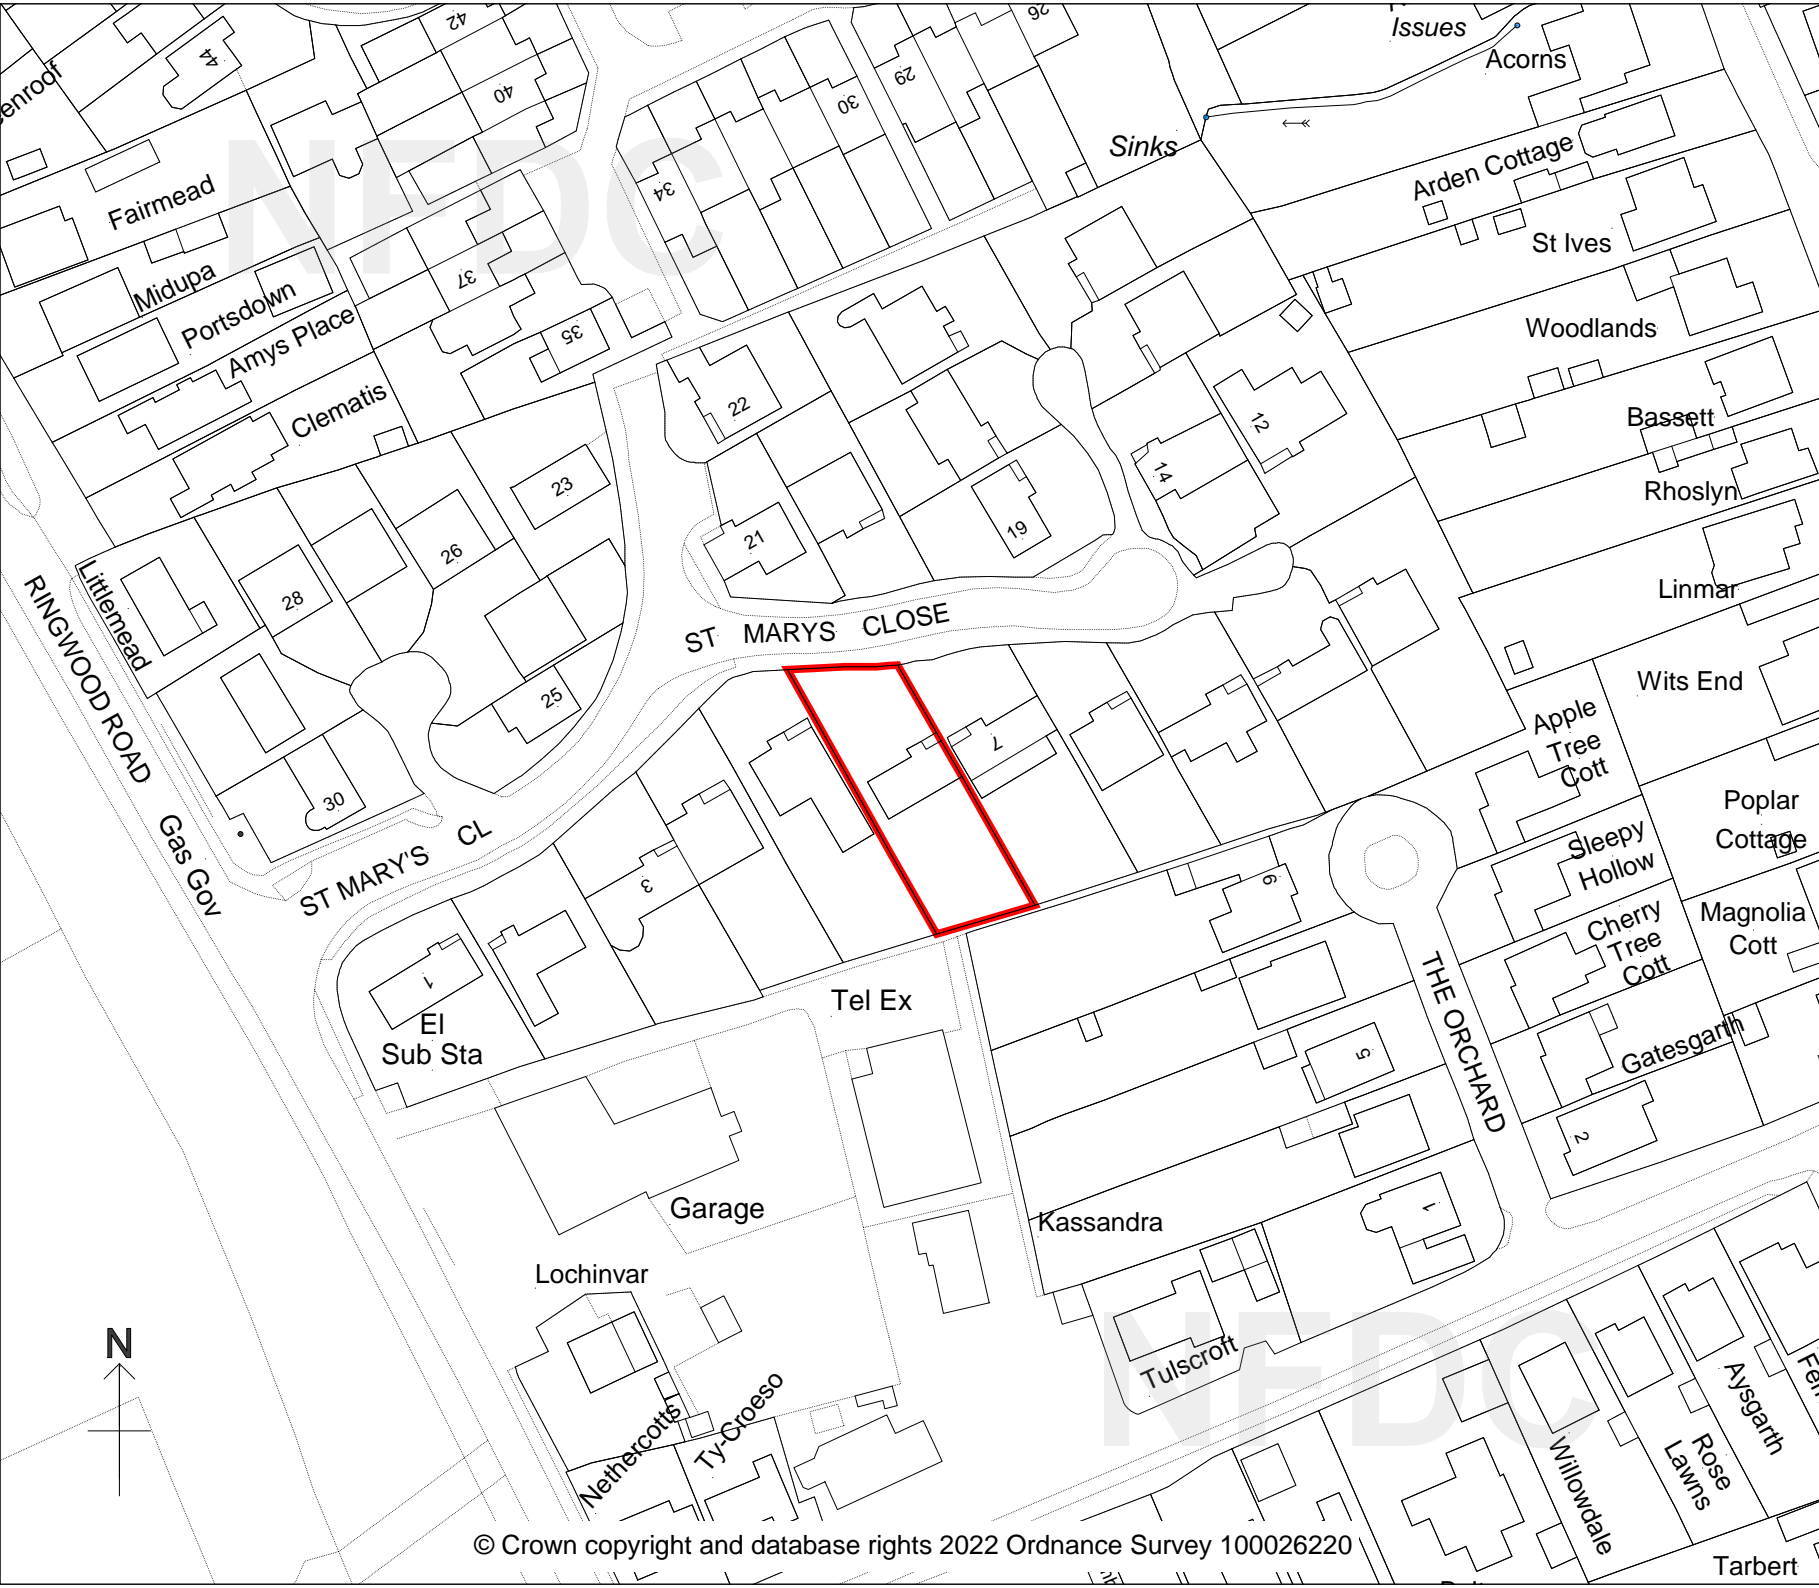 42
44
26
Issues
Acorns
29
enroof
40
30
Sinks
NFDC
Arden Cottage
Fairmead
34
St Ives
Midupa
37
Portsdown
Woodlands
Amys Place
35
Clematis
22
12
Bassett
14
23
Rhoslyn
19
21
26
Littlemead
28
Linmar
RINGWOOD ROAD
ST MARYS CLOSE
Wits End
25
Apple
Tree
Cott
7
30
Poplar
Cottage
Gas Gov
ST MARY'S CL
Sleepy
Hollow
3
6
Magnolia
Cott
Cherry
Tree
Cott
1
THE ORCHARD
Tel Ex
El
Sub Sta
Gatesgarth
5
2
Garage
Kassandra
1
Lochinvar
N
NFDC
Tulscroft
Nethercotts
Ty-Croeso
Aysgarth
Fern
Rose
Lawns
Willowdale
© Crown copyright and database rights 2022 Ordnance Survey 100026220
Tarbert